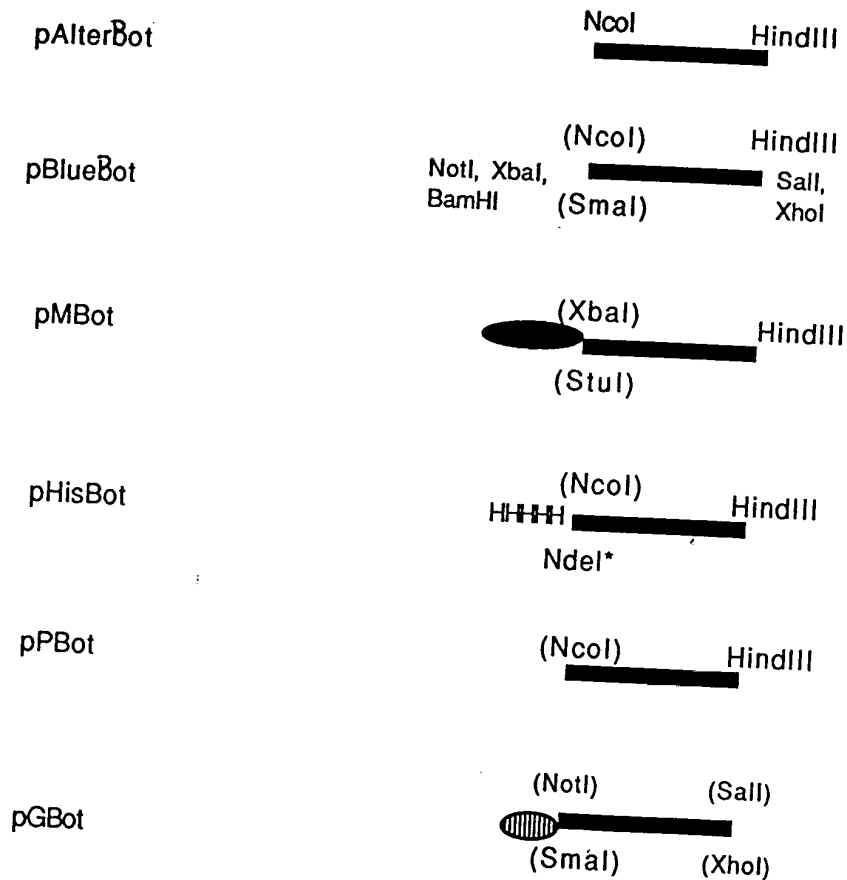 pAlterBot
NcoI HindIII
pBlueBot
(NcoI) HindIII
NotI, XbaI, SalI,
BamHI (SmaI) XhoI
pMBot
(XbaI)
HindIII
(StuI)
pHisBot
(NcoI)
HHHHH HindIII
NdeI*
pPBot
(NcoI) HindIII
pGBot
(NotI) (SalI)
(SmaI) (XhoI)